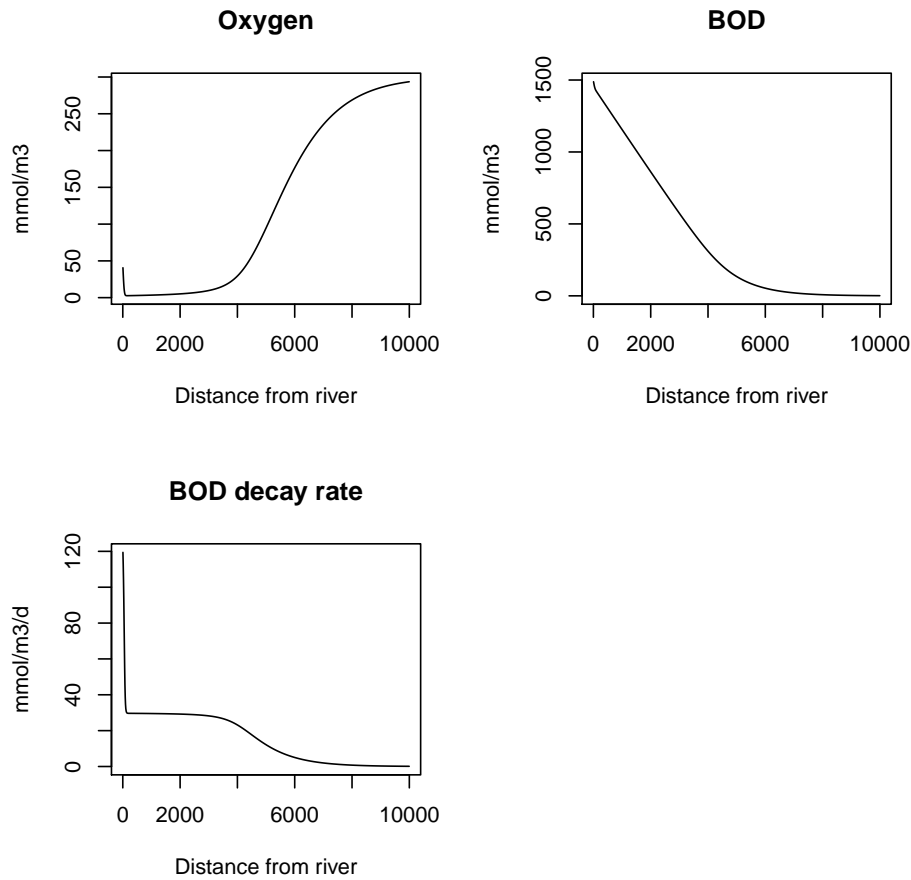 Oxygen
mmol/m3
0 50 150 250
0 2000 6000 10000
Distance from river
BOD
mmol/m3
0 500 1000 1500
0 2000 6000 10000
Distance from river
BOD decay rate
mmol/m3/d
0 40 80 120
0 2000 6000 10000
Distance from river